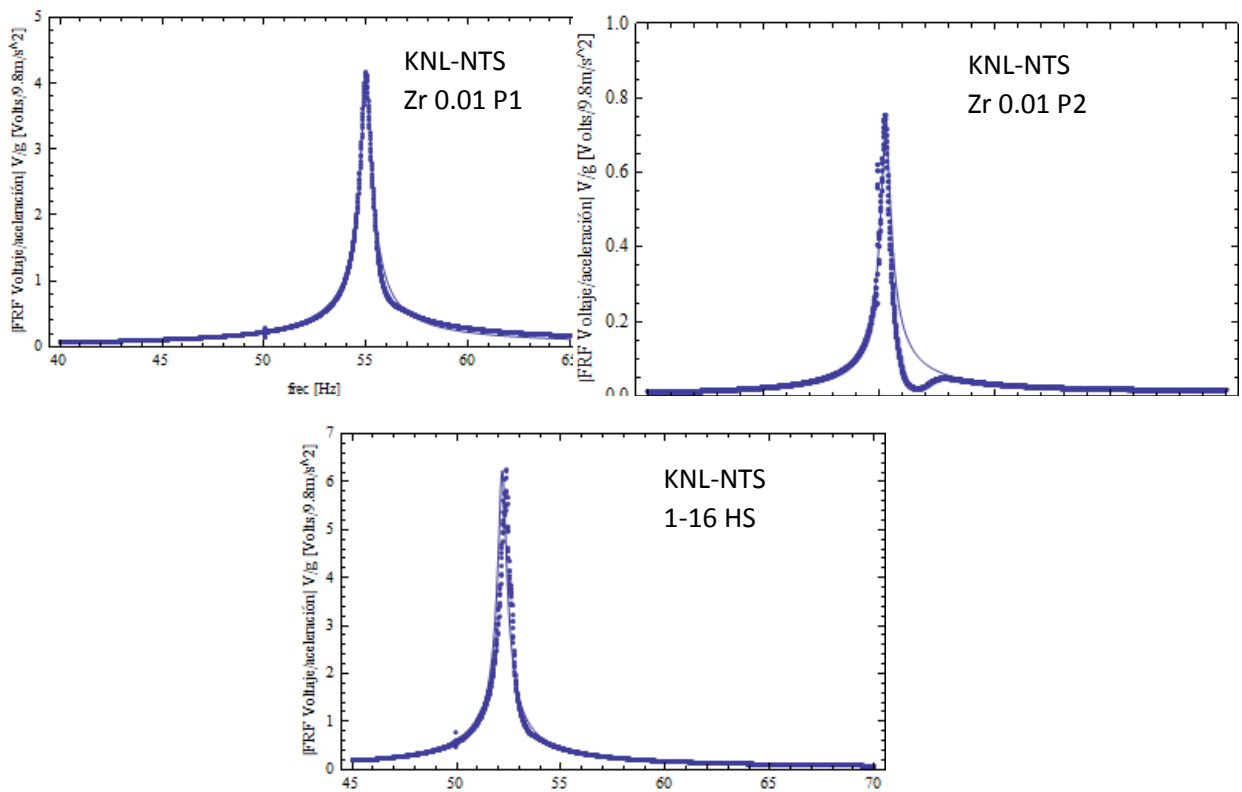 |FRF Voltaje/aceleración| V/g [Volts/9.8m/s^2]
5
4
3
2
1
0
KNL-NTS
Zr 0.01 P1
40 45 50 55 60 65
frec [Hz]
|FRF Voltaje/aceleración| V/g [Volts/9.8m/s^2]
1.0
0.8
0.6
0.4
0.2
0.0
KNL-NTS
Zr 0.01 P2
|FRF Voltaje/aceleración| V/g [Volts/9.8m/s^2]
7
6
5
4
3
2
1
0
KNL-NTS
1-16 HS
45 50 55 60 65 70